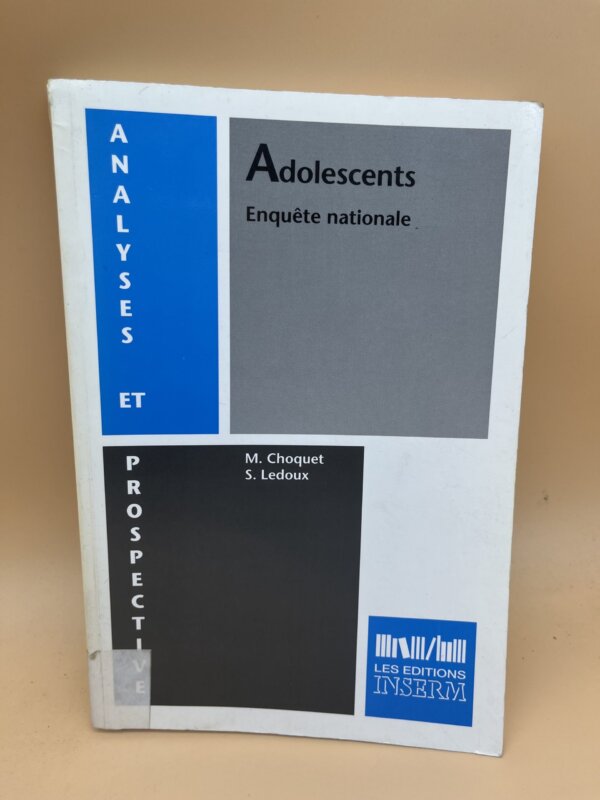 ANALYSES ET PROSPECTIVE
Adolescents
Enquête nationale
M. Choquet
S. Ledoux
LES EDITIONS
INSERM